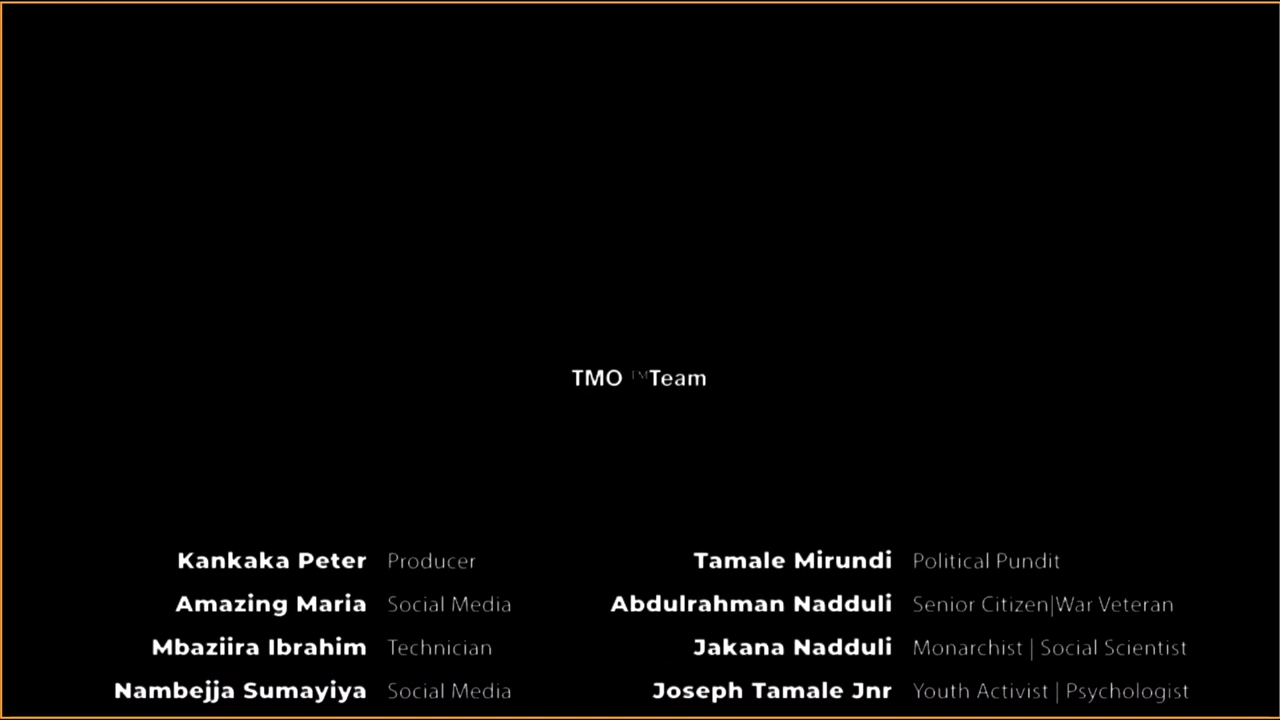 TMO ™Team
Kankaka Peter Producer
Amazing Maria Social Media
Mbaziira Ibrahim Technician
Nambejja Sumayiya Social Media
Tamale Mirundi Political Pundit
Abdulrahman Nadduli Senior Citizen|War Veteran
Jakana Nadduli Monarchist | Social Scientist
Joseph Tamale Jnr Youth Activist | Psychologist